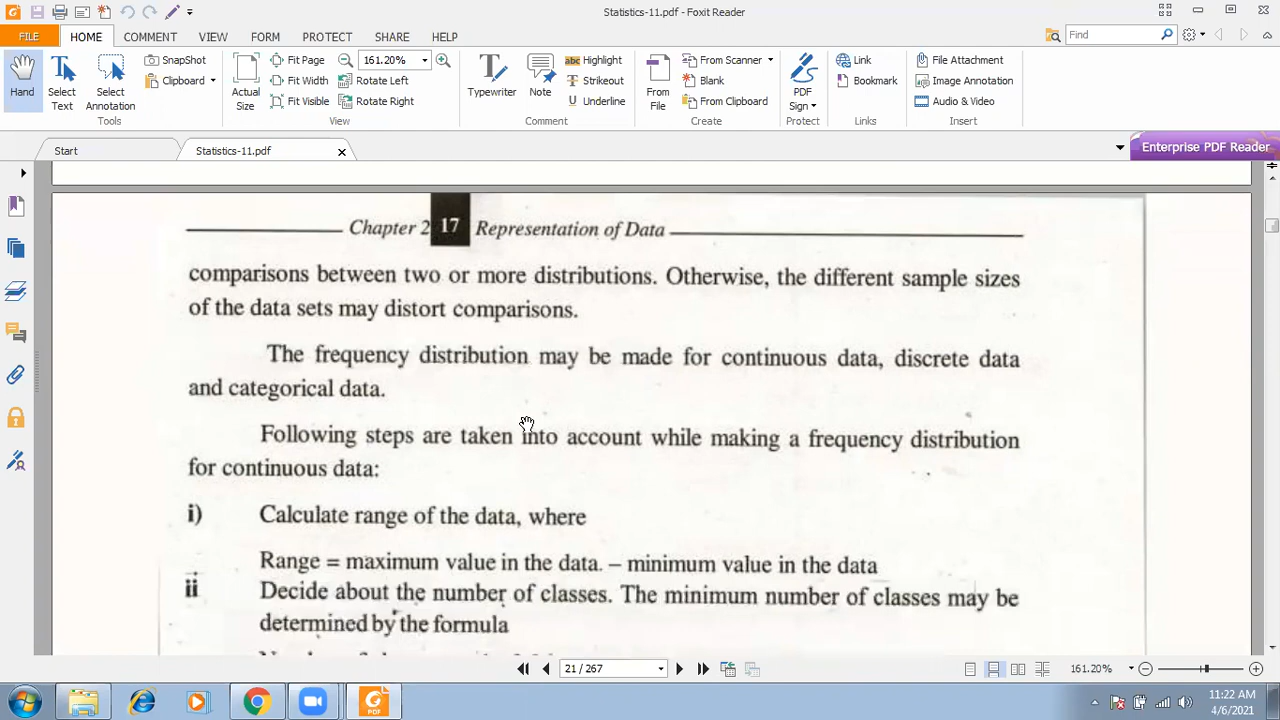 Statistics-11.pdf - Foxit Reader
FILE HOME COMMENT VIEW FORM PROTECT SHARE HELP Find
Hand
Select Text
Select Annotation
SnapShot
Clipboard
Tools
Actual Size
Fit Page
Fit Width
Fit Visible
161.20%
Rotate Left
Rotate Right
View
Typewriter
Note
Highlight
Strikeout
Underline
Comment
From File
From Scanner
Blank
From Clipboard
Create
PDF Sign
Protect
Link
Bookmark
Links
File Attachment
Image Annotation
Audio & Video
Insert
Start Statistics-11.pdf Enterprise PDF Reader
Chapter 2 17 Representation of Data
comparisons between two or more distributions. Otherwise, the different sample sizes
of the data sets may distort comparisons.
The frequency distribution may be made for continuous data, discrete data
and categorical data.
Following steps are taken into account while making a frequency distribution
for continuous data:
i) Calculate range of the data, where
Range = maximum value in the data. – minimum value in the data
ii Decide about the number of classes. The minimum number of classes may be
determined by the formula
21 / 267 161.20%
PDF
11:22 AM
4/6/2021